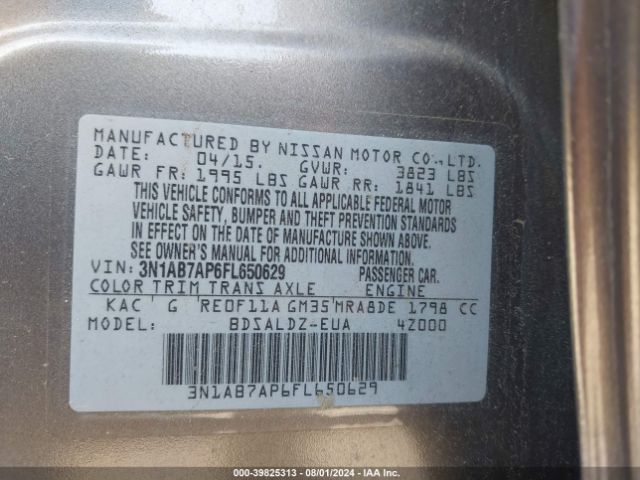 MANUFACTURED BY NISSAN MOTOR CO.,LTD.
DATE: 04/15. GVWR: 3823 LBS
GAWR FR: 1995 LBS GAWR RR: 1841 LBS
THIS VEHICLE CONFORMS TO ALL APPLICABLE FEDERAL MOTOR
VEHICLE SAFETY, BUMPER AND THEFT PREVENTION STANDARDS
IN EFFECT ON THE DATE OF MANUFACTURE SHOWN ABOVE.
SEE OWNER'S MANUAL FOR ADDITIONAL INFORMATION.
VIN: 3N1AB7AP6FL650629 PASSENGER CAR.
COLOR TRIM TRANS AXLE ENGINE
KAC G RE0F11A GM35 MRA8DE 1798 CC
MODEL: BDSALDZ-EUA 4Z000
3N1AB7AP6FL650629
000-39825313 - 08/01/2024 - IAA Inc.